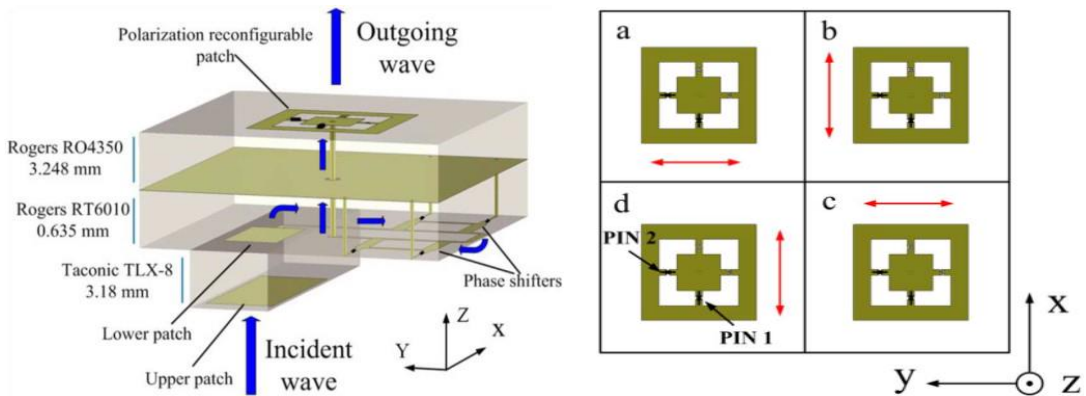 Polarization reconfigurable
patch
Outgoing
wave
Rogers RO4350
3.248 mm
Rogers RT6010
0.635 mm
Taconic TLX-8
3.18 mm
Phase shifters
Lower patch
Upper patch
Incident
wave
Z
X
Y
a
b
d
c
PIN 2
PIN 1
x
y
z